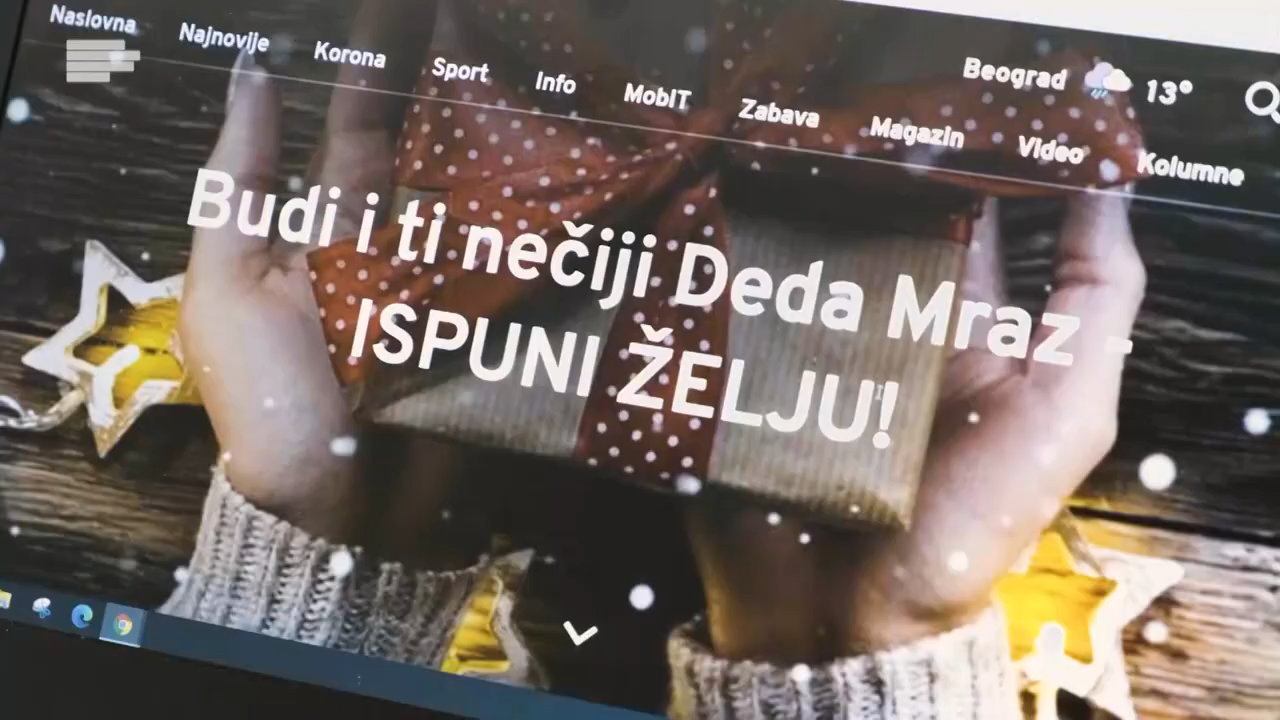 Naslovna Najnovije Korona Sport Info MobIT Zabava Magazin Video Kolumne
Beograd 13°
Budi i ti nečiji Deda Mraz -
ISPUNI ŽELJU!